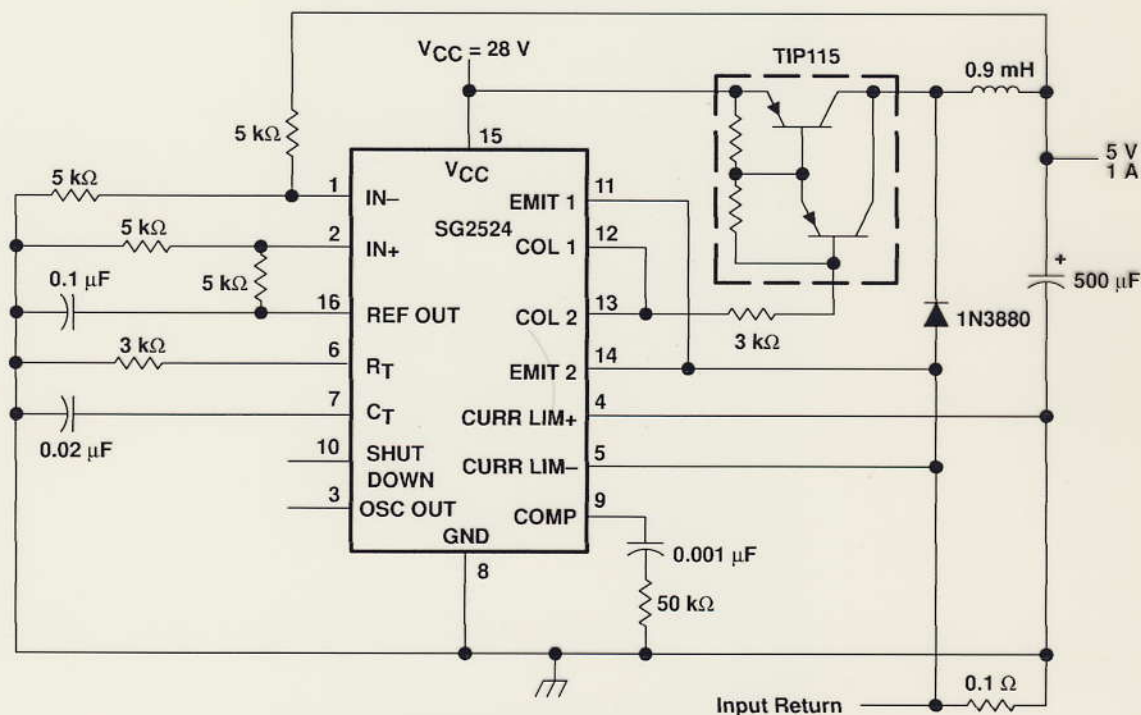 V_CC = 28 V
TIP115
0.9 mH
5 kΩ
5 kΩ
5 V
1 A
5 kΩ
5 kΩ
0.1 µF
3 kΩ
0.02 µF
15
V_CC
SG2524
1
IN−
2
IN+
16
REF OUT
6
R_T
7
C_T
10
SHUT
DOWN
3
OSC OUT
GND
8
EMIT 1
11
COL 1
12
COL 2
13
EMIT 2
14
CURR LIM+
4
CURR LIM−
5
COMP
9
3 kΩ
1N3880
+
500 µF
0.001 µF
50 kΩ
Input Return
0.1 Ω